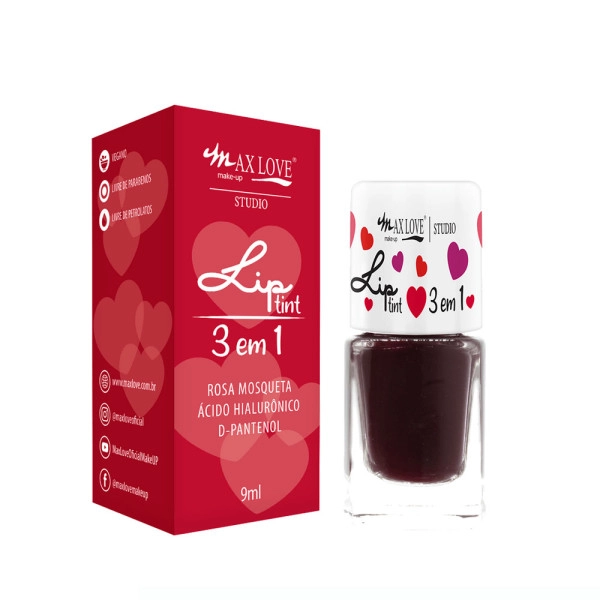 VEGANO
LIVRE DE PARABENOS
LIVRE DE PETROLATOS
www.maxlove.com.br
@maxloveoficial
MaxLoveOficialMakeUP
@maxlovemakeup
MAX LOVE®
make-up
STUDIO
Lip
tint
3 em 1
ROSA MOSQUETA
ÁCIDO HIALURÔNICO
D-PANTENOL
9ml
MAX LOVE® | STUDIO
make-up
Lip
tint
3 em 1